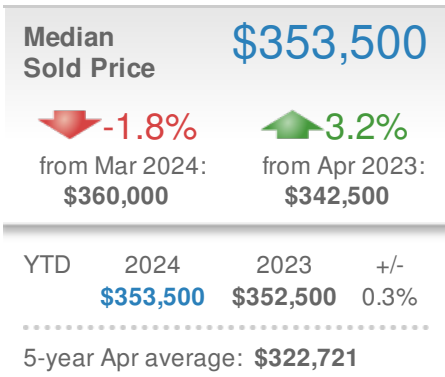 Median $353,500
Sold Price
-1.8% 3.2%
from Mar 2024: from Apr 2023:
$360,000 $342,500
YTD 2024 2023 +/-
$353,500 $352,500 0.3%
5-year Apr average: $322,721